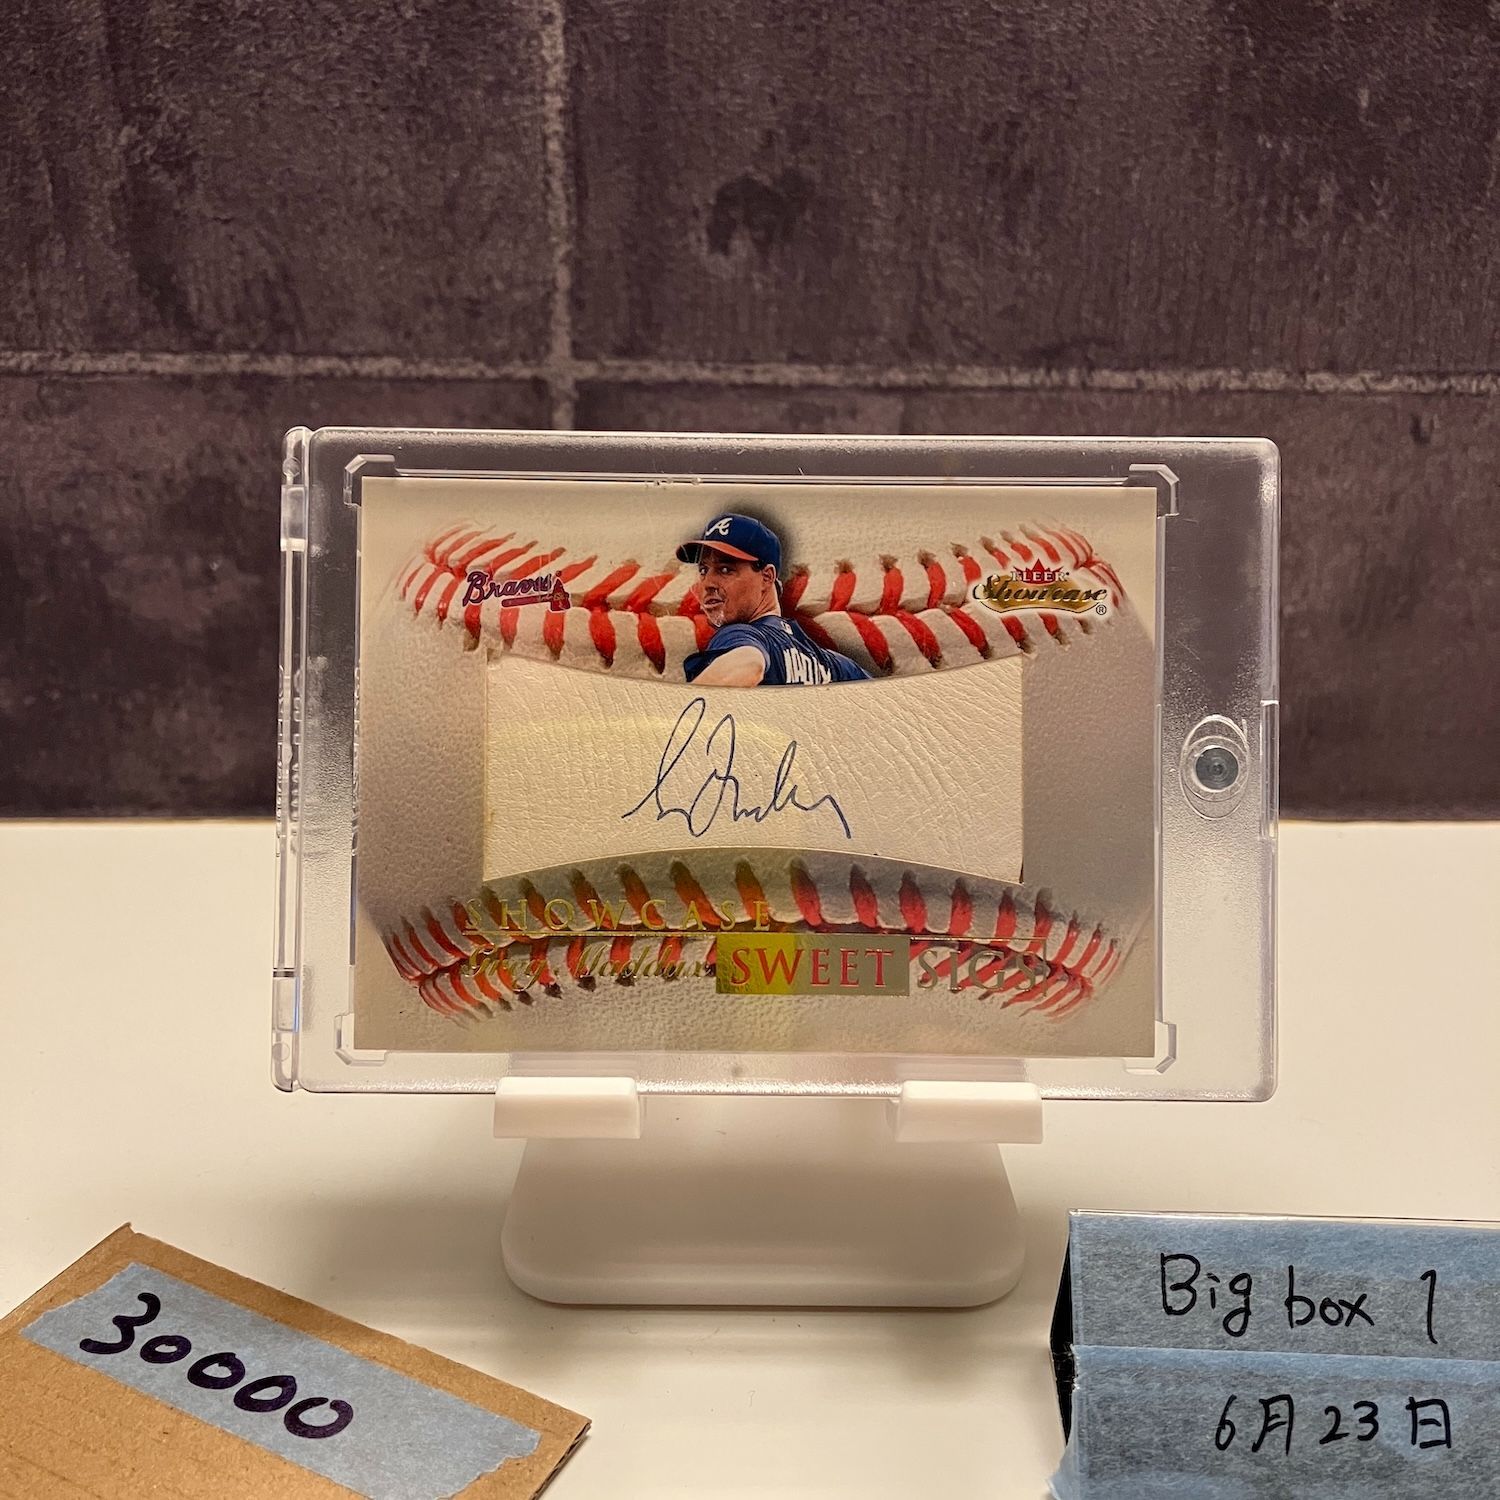 A
Braves
FLEER
Showcase®
SHOWCASE
Greg Maddux SWEET SIGS
30000
Big box 1
6月23日